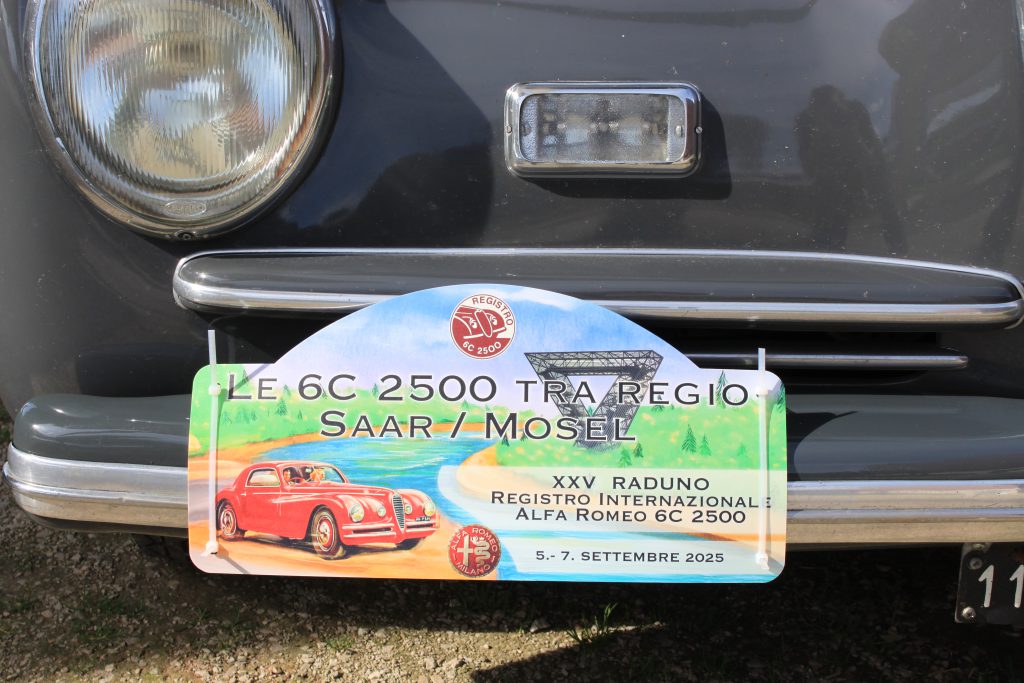 REGISTRO
6C 2500
LE 6C 2500 TRA REGIO
SAAR / MOSEL
XXV RADUNO
REGISTRO INTERNAZIONALE
ALFA ROMEO 6C 2500
ALFA ROMEO
MILANO
5.- 7. SETTEMBRE 2025
11